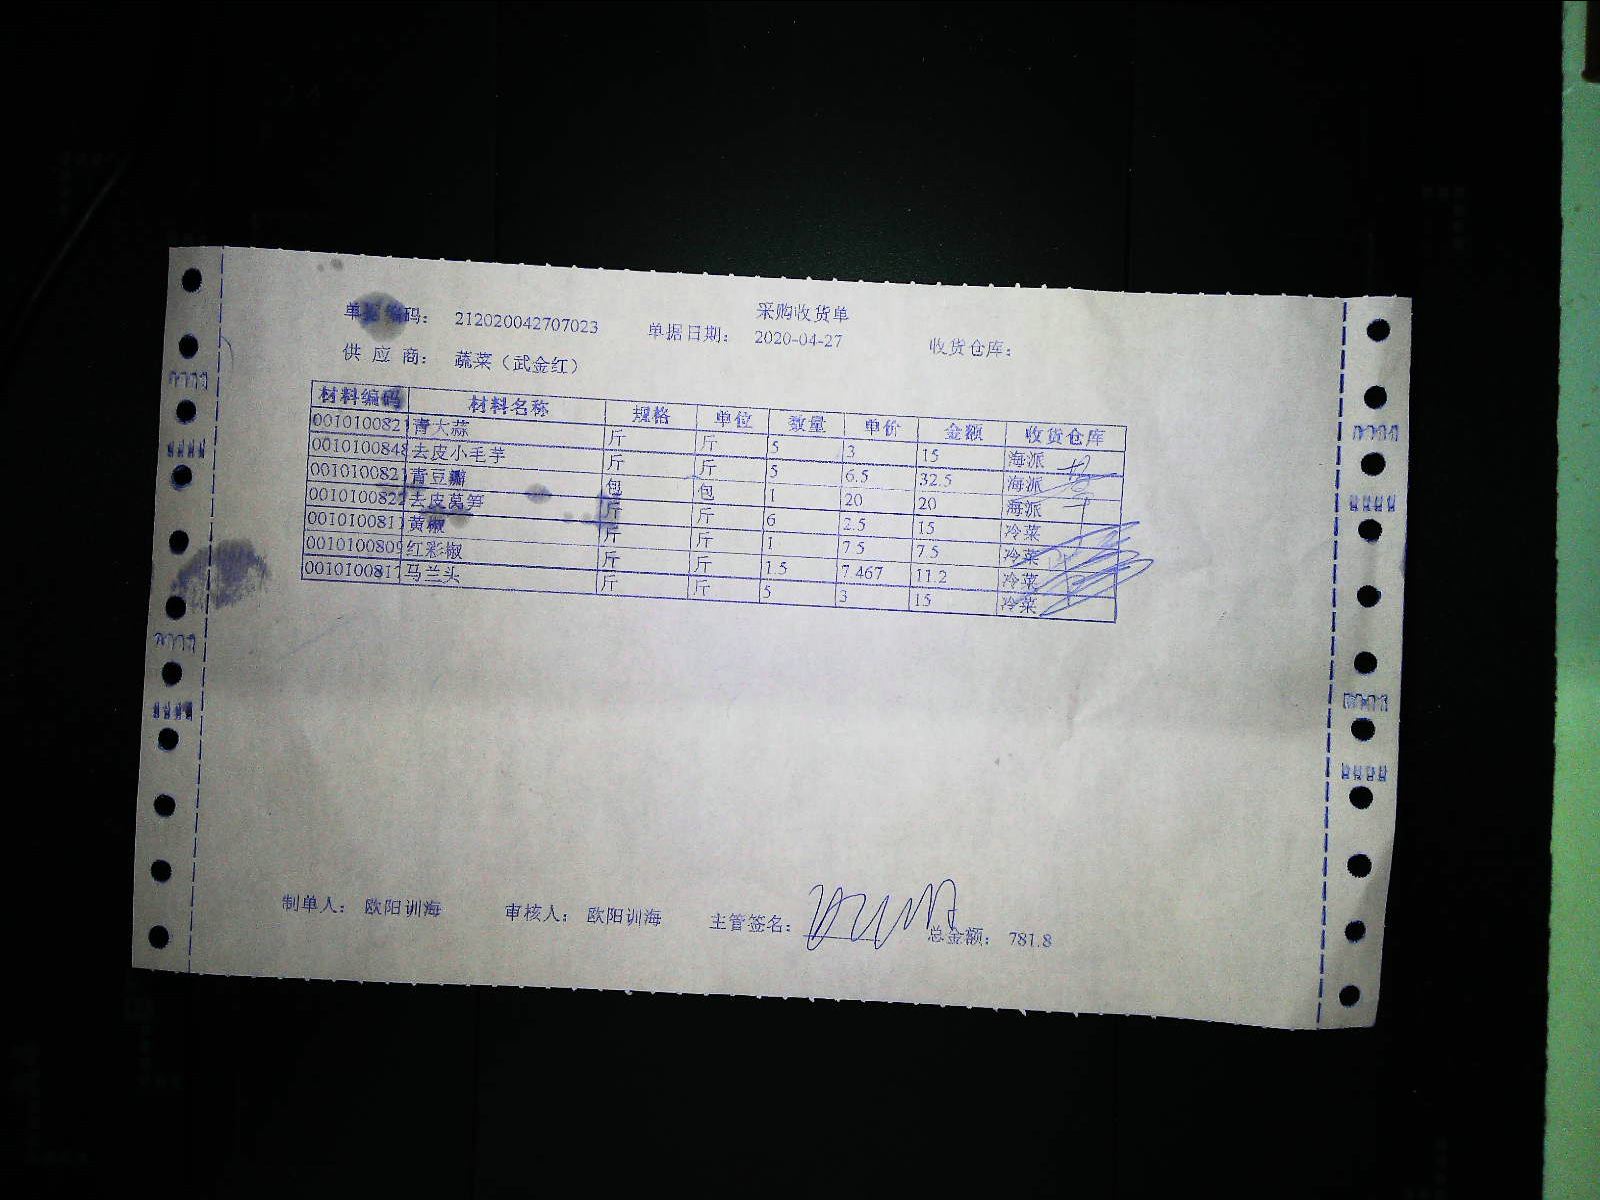 采购收货单
单据编码： 212020042707023 单据日期： 2020-04-27 收货仓库：
供 应 商： 蔬菜（武金红）
材料编码 材料名称 规格 单位 数量 单价 金额 收货仓库
0010100821 青大蒜 斤 斤 5 3 15 海派
0010100848 去皮小毛芋 斤 斤 5 6.5 32.5 海派
0010100821 青豆瓣 包 包 1 20 20 海派
0010100822 去皮莴笋 斤 斤 6 2.5 15 冷菜
0010100811 黄椒 斤 斤 1 7.5 7.5 冷菜
0010100809 红彩椒 斤 斤 1.5 7.467 11.2 冷菜
0010100817 马兰头 斤 斤 5 3 15 冷菜
制单人： 欧阳训海 审核人： 欧阳训海 主管签名： 总金额： 781.8